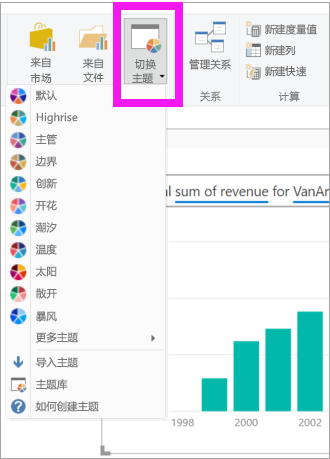 来自
市场
来自
文件
切换
主题
管理关系
新建度量值
新建列
新建快速
关系
计算
默认
Highrise
主管
边界
创新
开花
潮汐
温度
太阳
散开
暴风
更多主题
导入主题
主题库
如何创建主题
l sum of revenue for VanAr
1998
2000
2002